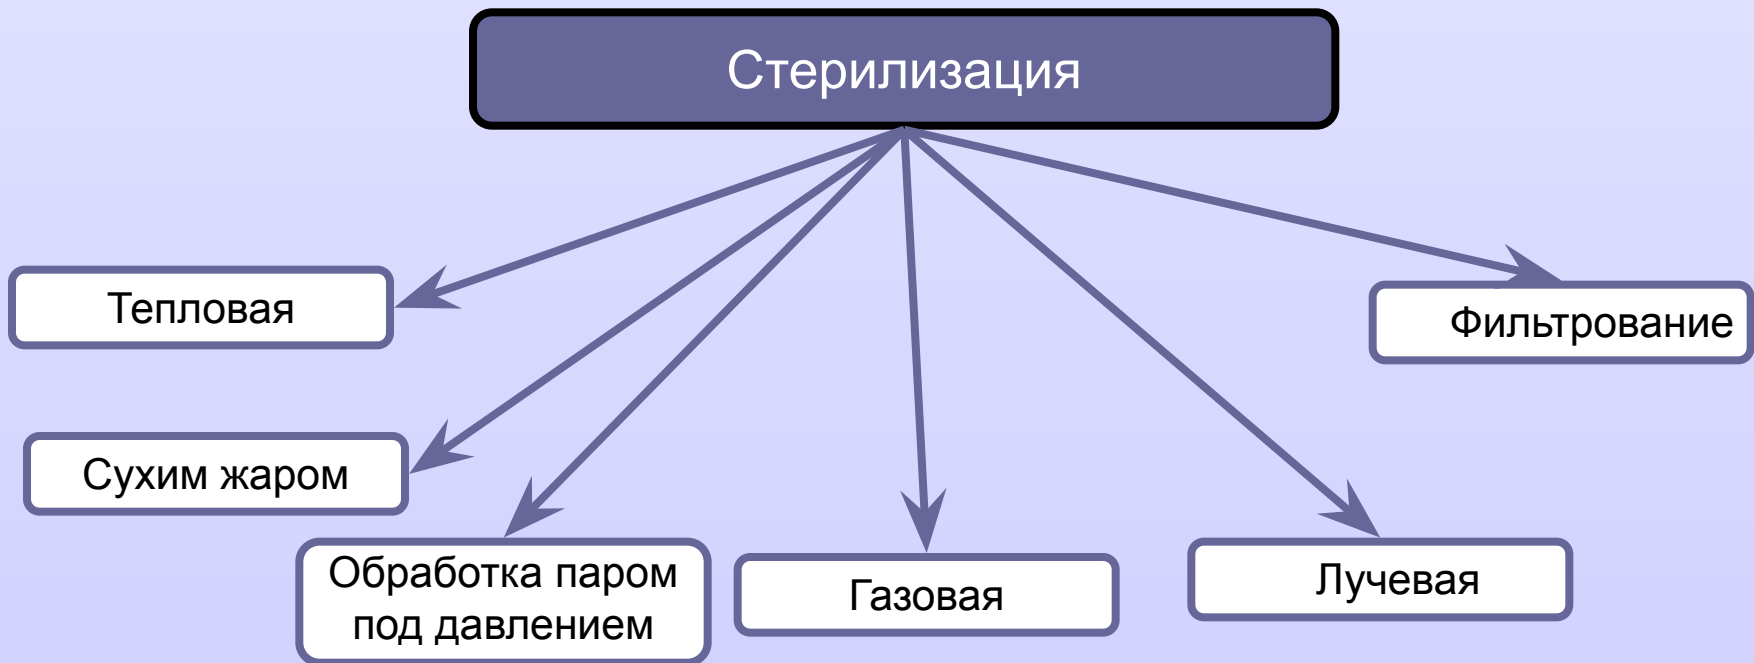 Стерилизация
Тепловая
Фильтрование
Сухим жаром
Обработка паром
под давлением
Газовая
Лучевая